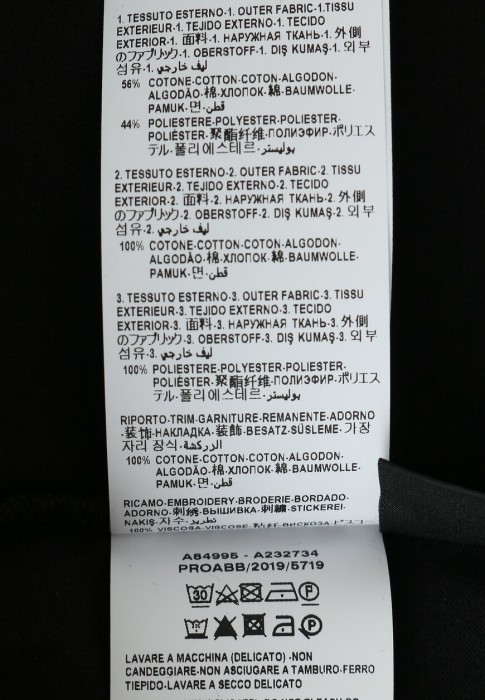 1. TESSUTO ESTERNO-1. OUTER FABRIC-1.TISSU
EXTERIEUR-1. TEJIDO EXTERNO-1. TECIDO
EXTERIOR-1. 面料-1. НАРУЖНАЯ ТКАНЬ-1. 外側
のファブリック-1. OBERSTOFF-1. DIŞ KUMAŞ-1. 외부
섬유-1. ليف خارجي
56% COTONE-COTTON-COTON-ALGODON-
ALGODÃO-棉-ХЛОПОК-綿-BAUMWOLLE-
PAMUK-면-قطن
44% POLIESTERE-POLYESTER-POLIESTER-
POLIÉSTER-聚酯纤维-ПОЛИЭФИР-ポリエス
テル-폴리에스테르-بوليستر
2. TESSUTO ESTERNO-2. OUTER FABRIC-2. TISSU
EXTERIEUR-2. TEJIDO EXTERNO-2. TECIDO
EXTERIOR-2. 面料-2. НАРУЖНАЯ ТКАНЬ-2. 外側
のファブリック-2. OBERSTOFF-2. DIŞ KUMAŞ-2. 외부
섬유-2. ليف خارجي
100% COTONE-COTTON-COTON-ALGODON-
ALGODÃO-棉-ХЛОПОК-綿-BAUMWOLLE-
PAMUK-면-قطن
3. TESSUTO ESTERNO-3. OUTER FABRIC-3. TISSU
EXTERIEUR-3. TEJIDO EXTERNO-3. TECIDO
EXTERIOR-3. 面料-3. НАРУЖНАЯ ТКАНЬ-3. 外側
のファブリック-3. OBERSTOFF-3. DIŞ KUMAŞ-3. 외부
섬유-3. ليف خارجي
100% POLIESTERE-POLYESTER-POLIESTER-
POLIÉSTER-聚酯纤维-ПОЛИЭФИР-ポリエス
テル-폴리에스테르-بوليستر
RIPORTO-TRIM-GARNITURE-REMANENTE-ADORNO
-装饰-НАКЛАДКА-装飾-BESATZ-SÜSLEME-가장
자리 장식-الزركشة
100% COTONE-COTTON-COTON-ALGODON-
ALGODÃO-棉-ХЛОПОК-綿-BAUMWOLLE-
PAMUK-면-قطن
RICAMO-EMBROIDERY-BRODERIE-BORDADO-
ADORNO-刺绣-ВЫШИВКА-刺繍-STICKEREI-
NAKIŞ-자수-تطريز
100% VISCOSA-VISCOSE-
A84995 - A232734
PROABB/2019/5719
30 P
P
LAVARE A MACCHINA (DELICATO) -NON
CANDEGGIARE-NON ASCIUGARE A TAMBURO-FERRO
TIEPIDO-LAVARE A SECCO DELICATO